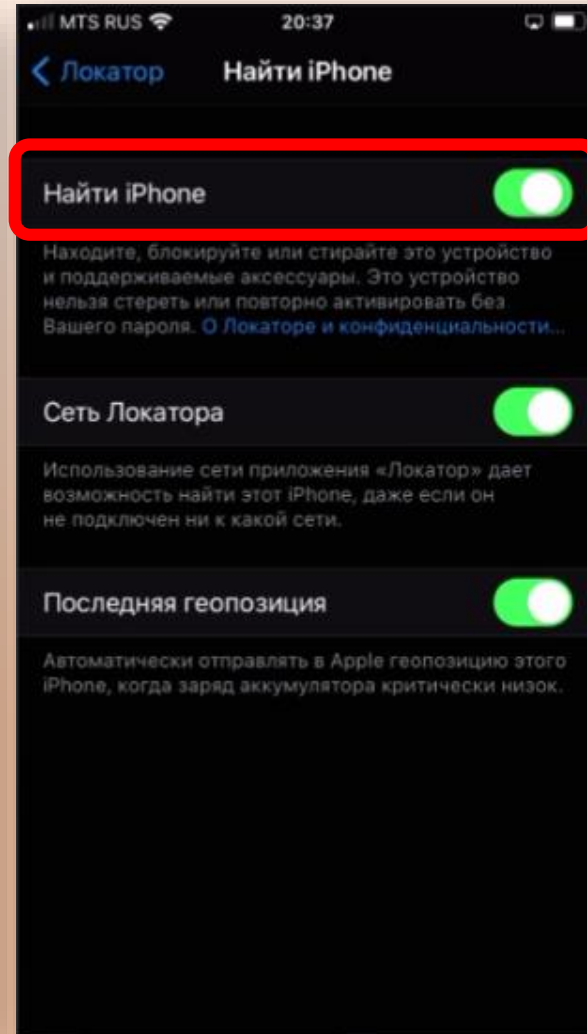 MTS RUS 20:37
Локатор Найти iPhone
Найти iPhone
Находите, блокируйте или стирайте это устройство
и поддерживаемые аксессуары. Это устройство
нельзя стереть или повторно активировать без
Вашего пароля. О Локаторе и конфиденциальности...
Сеть Локатора
Использование сети приложения «Локатор» дает
возможность найти этот iPhone, даже если он
не подключен ни к какой сети.
Последняя геопозиция
Автоматически отправлять в Apple геопозицию этого
iPhone, когда заряд аккумулятора критически низок.